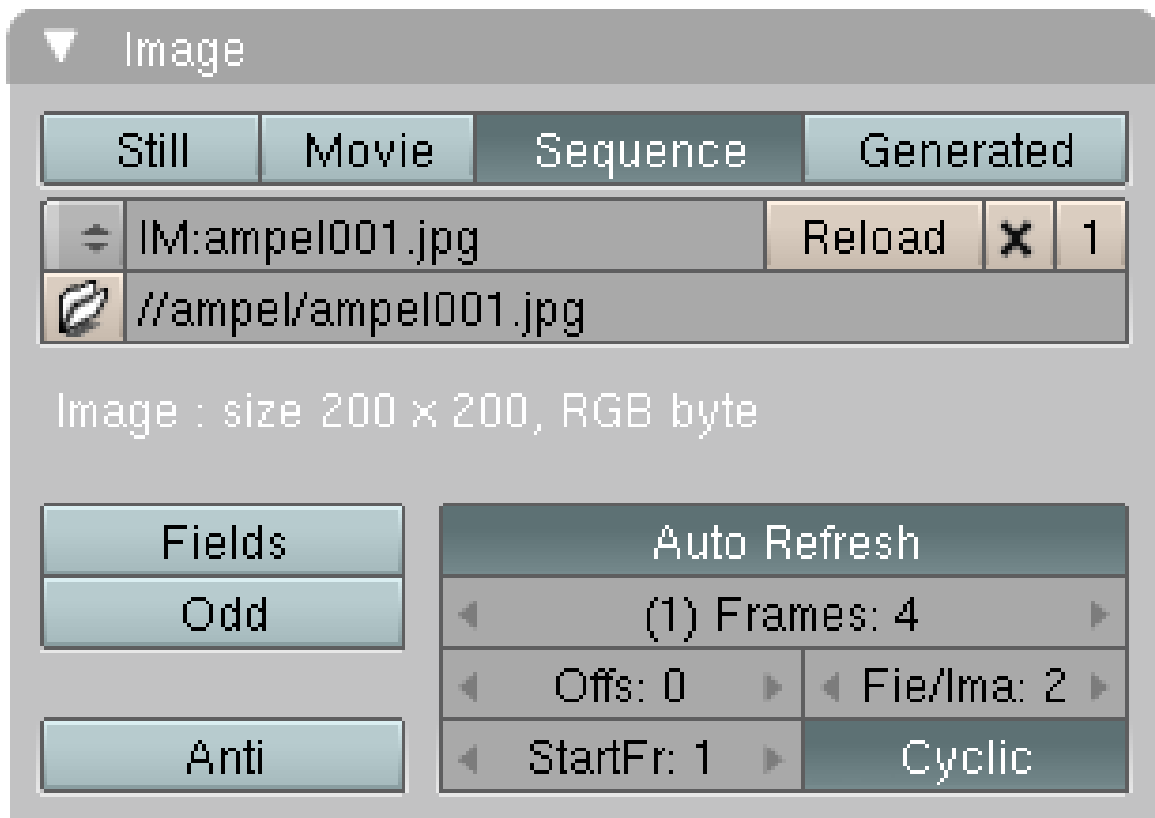 Image
Still Movie Sequence Generated
IM:ampel001.jpg Reload X 1
//ampel/ampel001.jpg
Image : size 200 x 200, RGB byte
Fields Auto Refresh
Odd (1) Frames: 4
Offs: 0 Fie/Ima: 2
Anti StartFr: 1 Cyclic